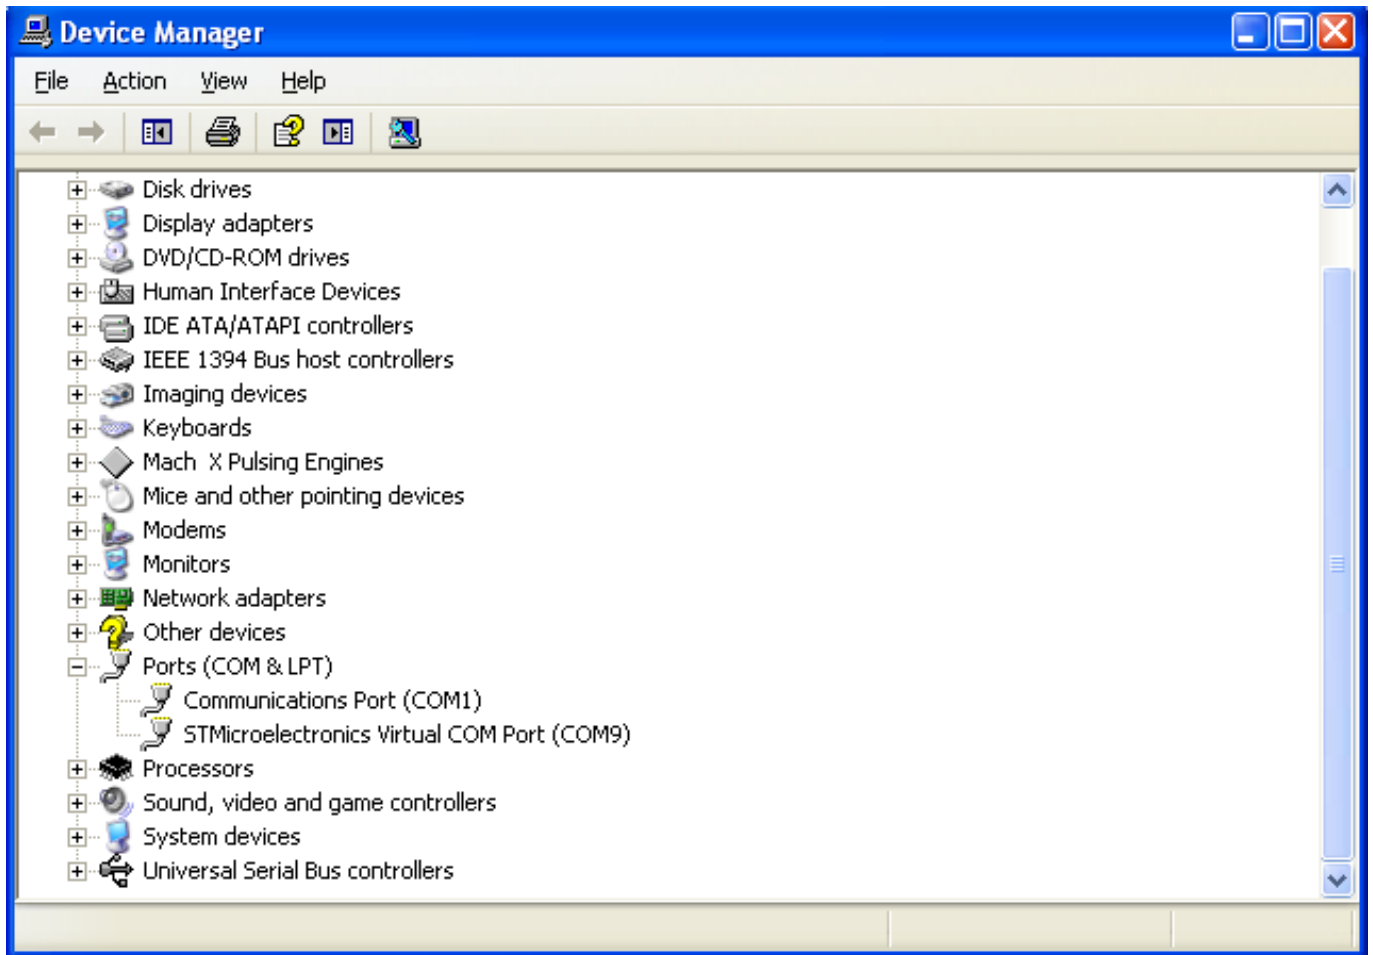 Device Manager
File Action View Help
Disk drives
Display adapters
DVD/CD-ROM drives
Human Interface Devices
IDE ATA/ATAPI controllers
IEEE 1394 Bus host controllers
Imaging devices
Keyboards
Mach X Pulsing Engines
Mice and other pointing devices
Modems
Monitors
Network adapters
Other devices
Ports (COM & LPT)
Communications Port (COM1)
STMicroelectronics Virtual COM Port (COM9)
Processors
Sound, video and game controllers
System devices
Universal Serial Bus controllers